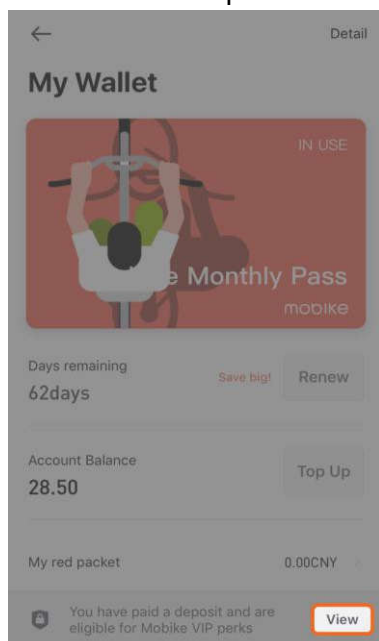 Detail
My Wallet
IN USE
Monthly Pass
mobike
Days remaining
62days
Save big!
Renew
Account Balance
28.50
Top Up
My red packet
0.00CNY
You have paid a deposit and are
eligible for Mobike VIP perks
View